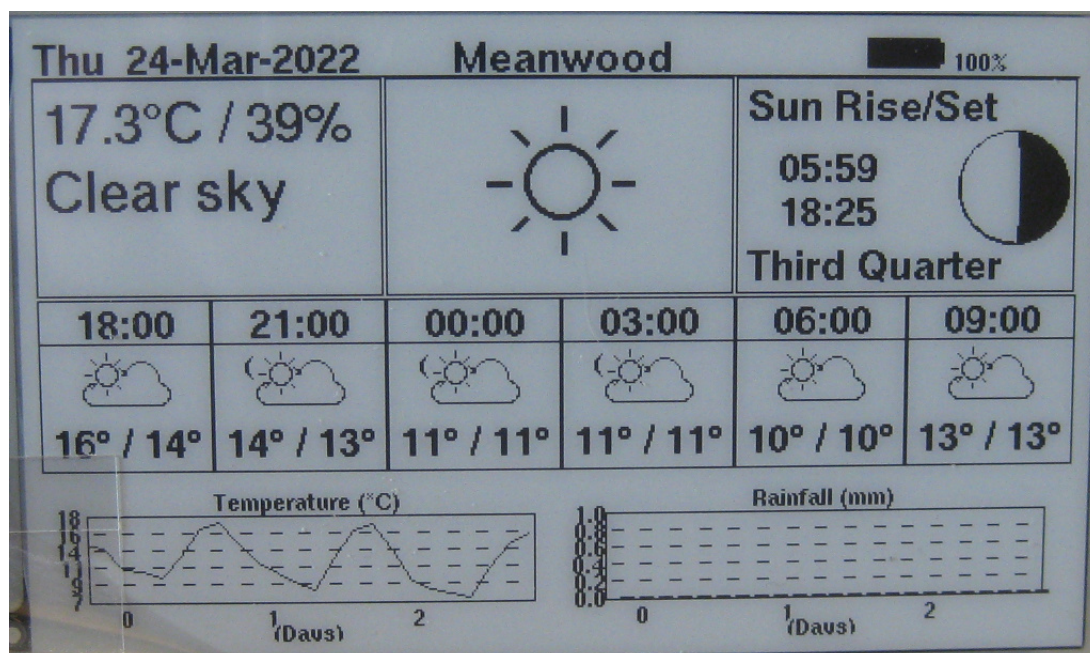 Thu 24-Mar-2022 Meanwood 100%
17.3°C / 39%
Clear sky
Sun Rise/Set
05:59
18:25
Third Quarter
18:00 21:00 00:00 03:00 06:00 09:00
16° / 14° 14° / 13° 11° / 11° 11° / 11° 10° / 10° 13° / 13°
Temperature (°C)
18
0 1 2
(Days)
Rainfall (mm)
1.0
0.8
0.6
0.4
0.2
0.0
0 1 2
(Days)